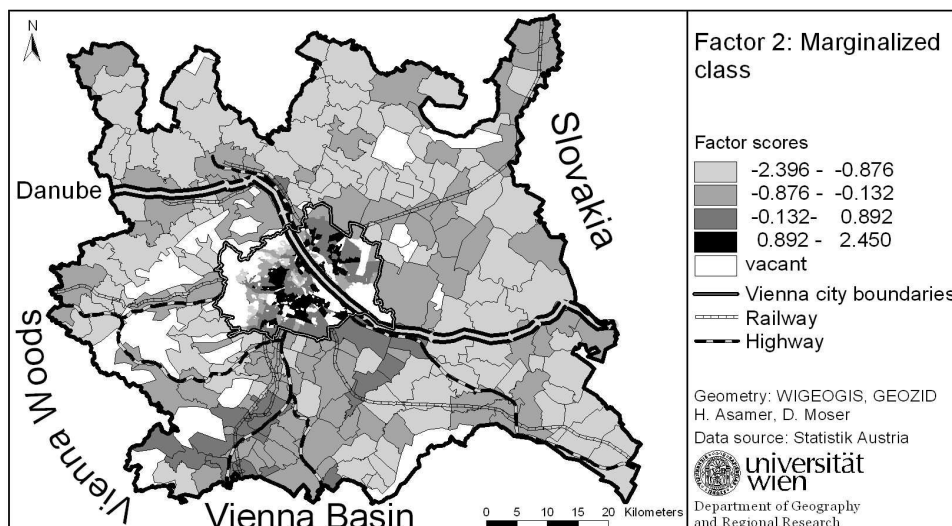 N
Danube
Slovakia
Vienna Woods
Vienna Basin
0 5 10 15 20 Kilometers
Factor 2: Marginalized
class
Factor scores
-2.396 - -0.876
-0.876 - -0.132
-0.132- 0.892
0.892 - 2.450
vacant
Vienna city boundaries
Railway
Highway
Geometry: WIGEOGIS, GEOZID
H. Asamer, D. Moser
Data source: Statistik Austria
universität
wien
Department of Geography
and Regional Research